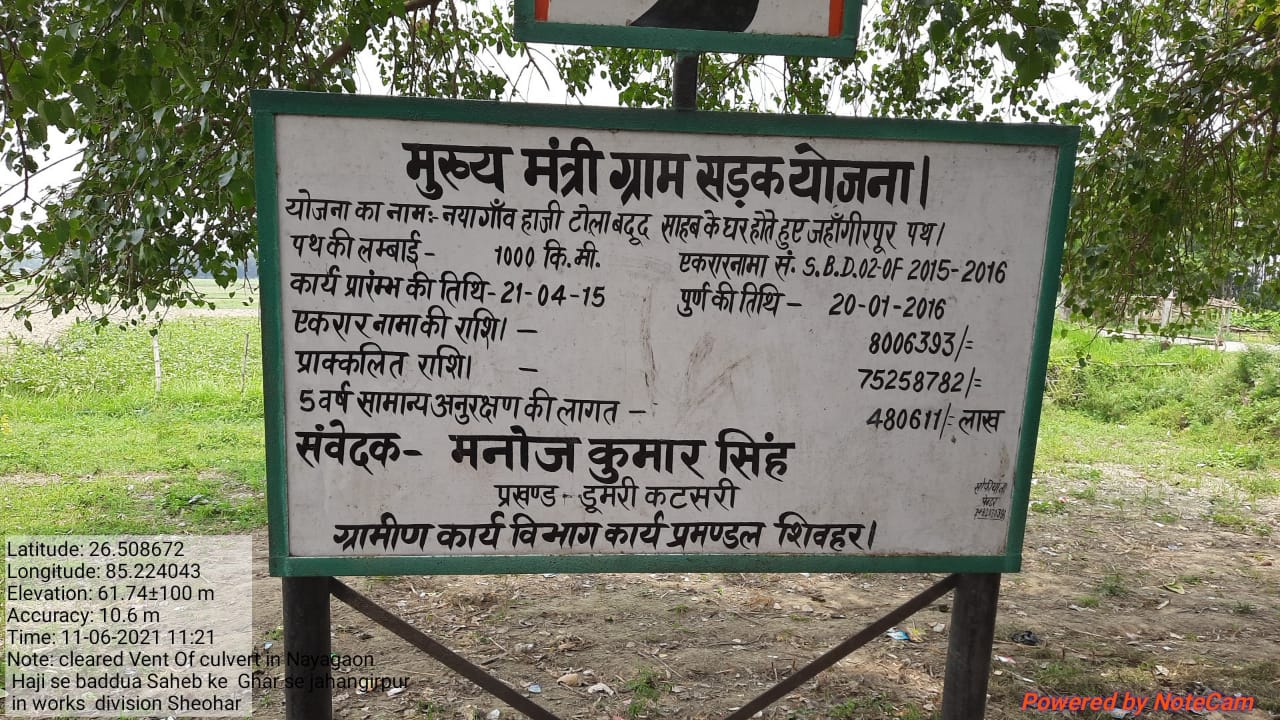 मुख्य मंत्री ग्राम सड़क योजना।
योजना का नाम:- नयागाँव हाजी टोला बदूद साहब के घर होते हुए जहाँगीरपूर पथ।
पथ की लम्बाई - 1000 कि.मी. एकरारनामा सं. S.B.D.02-OF 2015-2016
कार्य प्रारंभ की तिथि - 21-04-15 पुर्ण की तिथि - 20-01-2016
एकरार नामा की राशि। - 8006393/=
प्राक्कलित राशि। - 75258782/=
5 वर्ष सामान्य अनुरक्षण की लागत - 480611/- लाख
संवेदक- मनोज कुमार सिंह
प्रखण्ड - डूमरी कटसरी
ग्रामीण कार्य विभाग कार्य प्रमण्डल शिवहर।
Latitude: 26.508672
Longitude: 85.224043
Elevation: 61.74±100 m
Accuracy: 10.6 m
Time: 11-06-2021 11:21
Note: cleared Vent Of culvert in Nayagaon
Haji se baddua Saheb ke Ghar se jahangirpur
in works division Sheohar
Powered by NoteCam